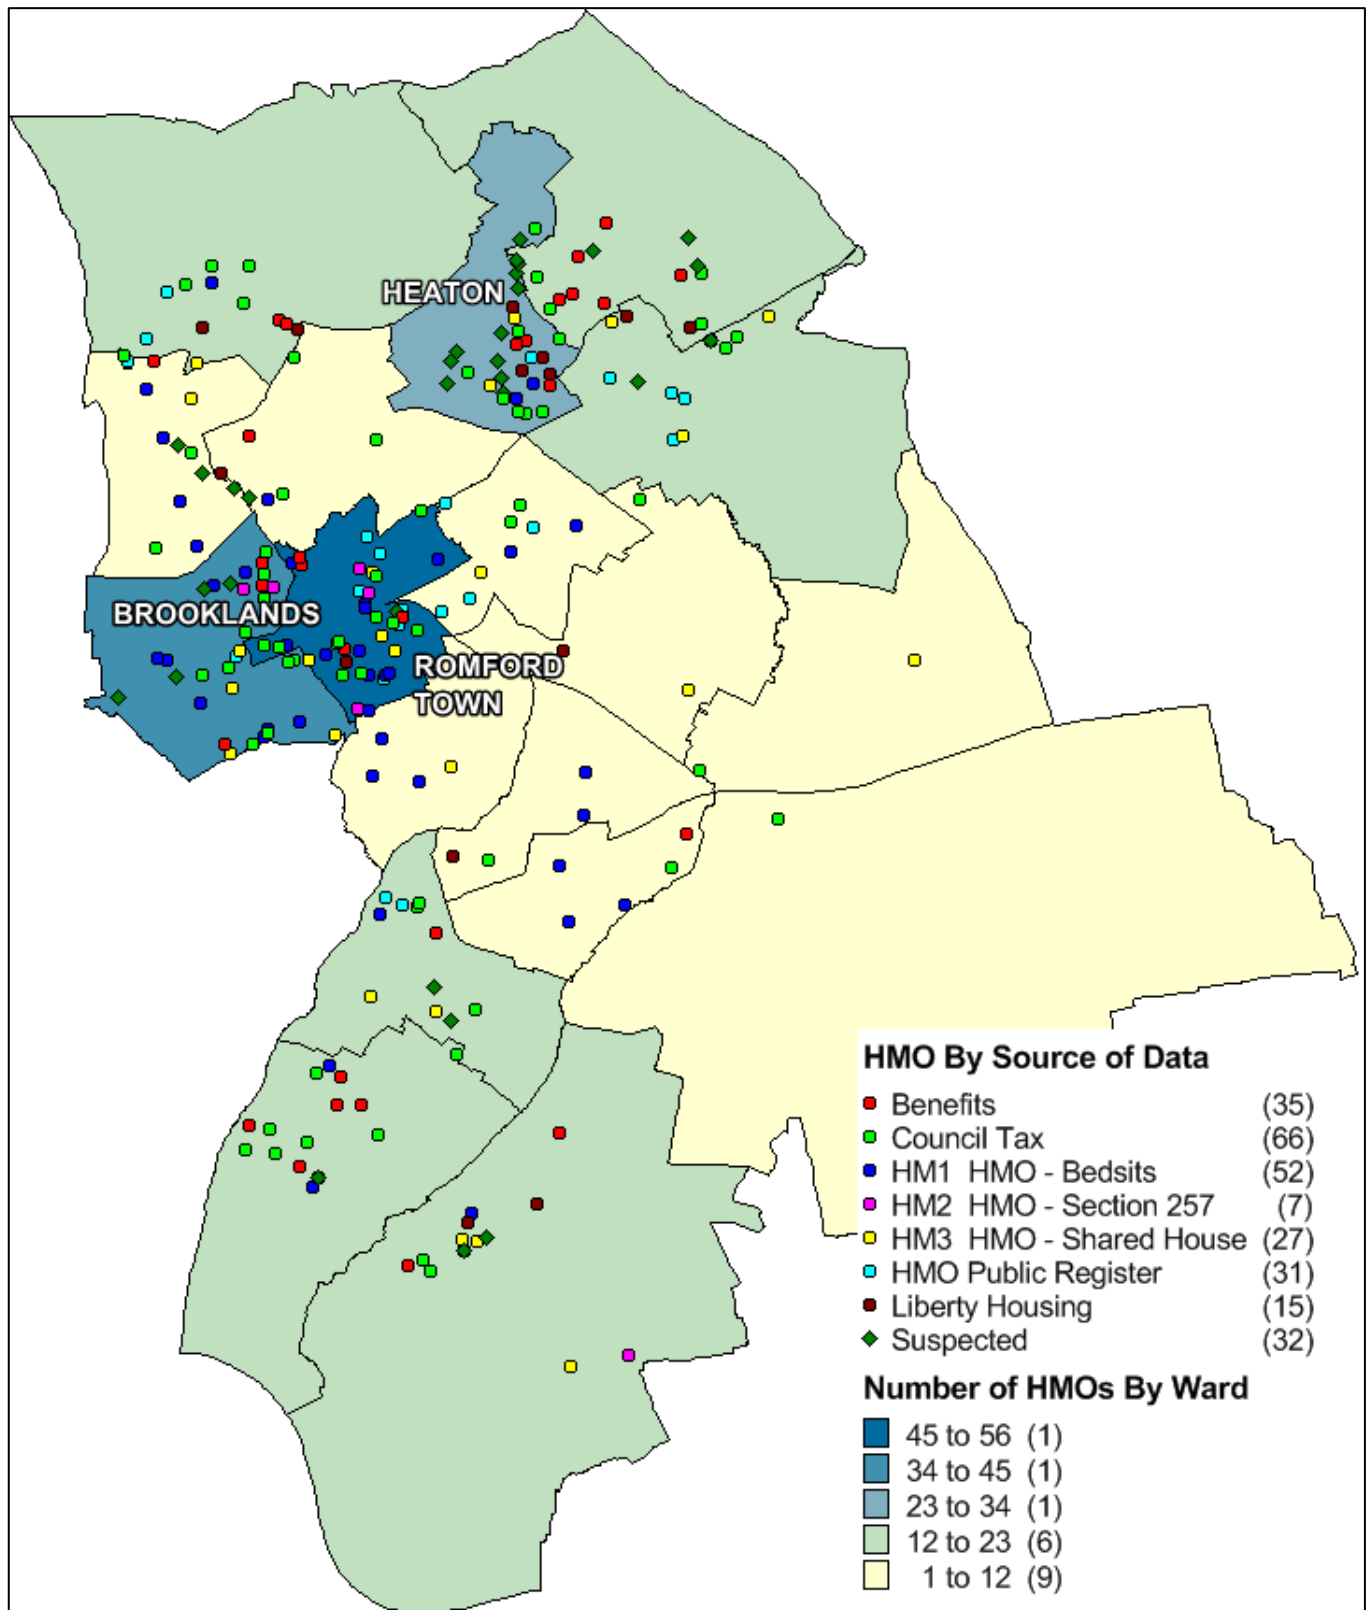 HEATON
BROOKLANDS
ROMFORD
TOWN
HMO By Source of Data
Benefits (35)
Council Tax (66)
HM1 HMO - Bedsits (52)
HM2 HMO - Section 257 (7)
HM3 HMO - Shared House (27)
HMO Public Register (31)
Liberty Housing (15)
Suspected (32)
Number of HMOs By Ward
45 to 56 (1)
34 to 45 (1)
23 to 34 (1)
12 to 23 (6)
1 to 12 (9)